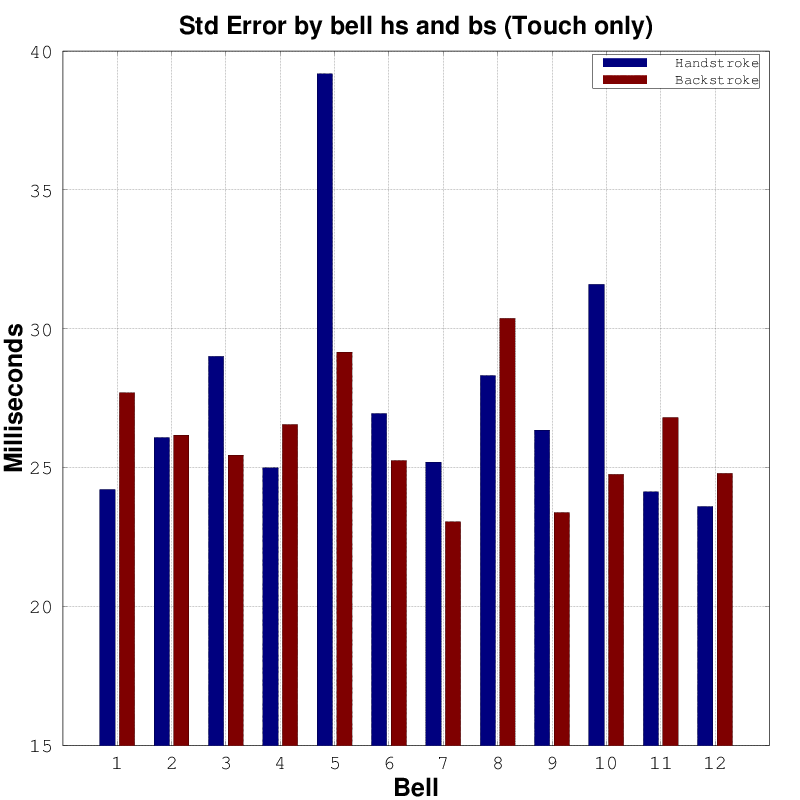 Std Error by bell hs and bs (Touch only)
Handstroke
Backstroke
40
35
30
25
20
15
Milliseconds
1 2 3 4 5 6 7 8 9 10 11 12
Bell